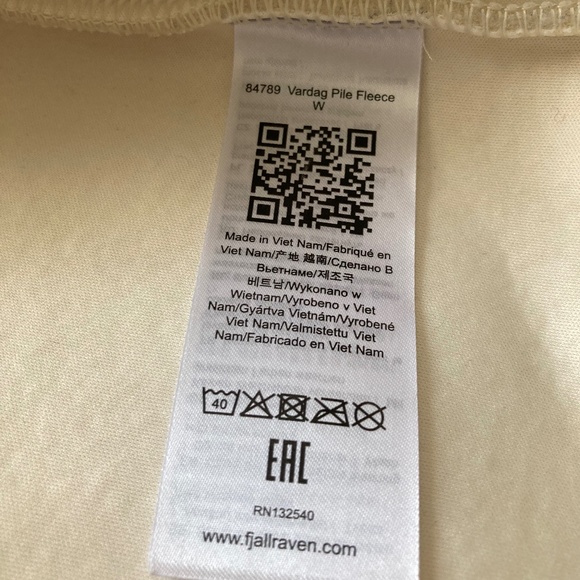 84789 Vardag Pile Fleece
W
Made in Viet Nam/Fabriqué en
Viet Nam/产地 越南/Сделано В
Вьетнаме/제조국
베트남/Wykonano w
Wietnam/Vyrobeno v Viet
Nam/Gyártva Vietnám/Vyrobené
Viet Nam/Valmistettu Viet
Nam/Fabricado en Viet Nam
40
EAC
RN132540
www.fjallraven.com